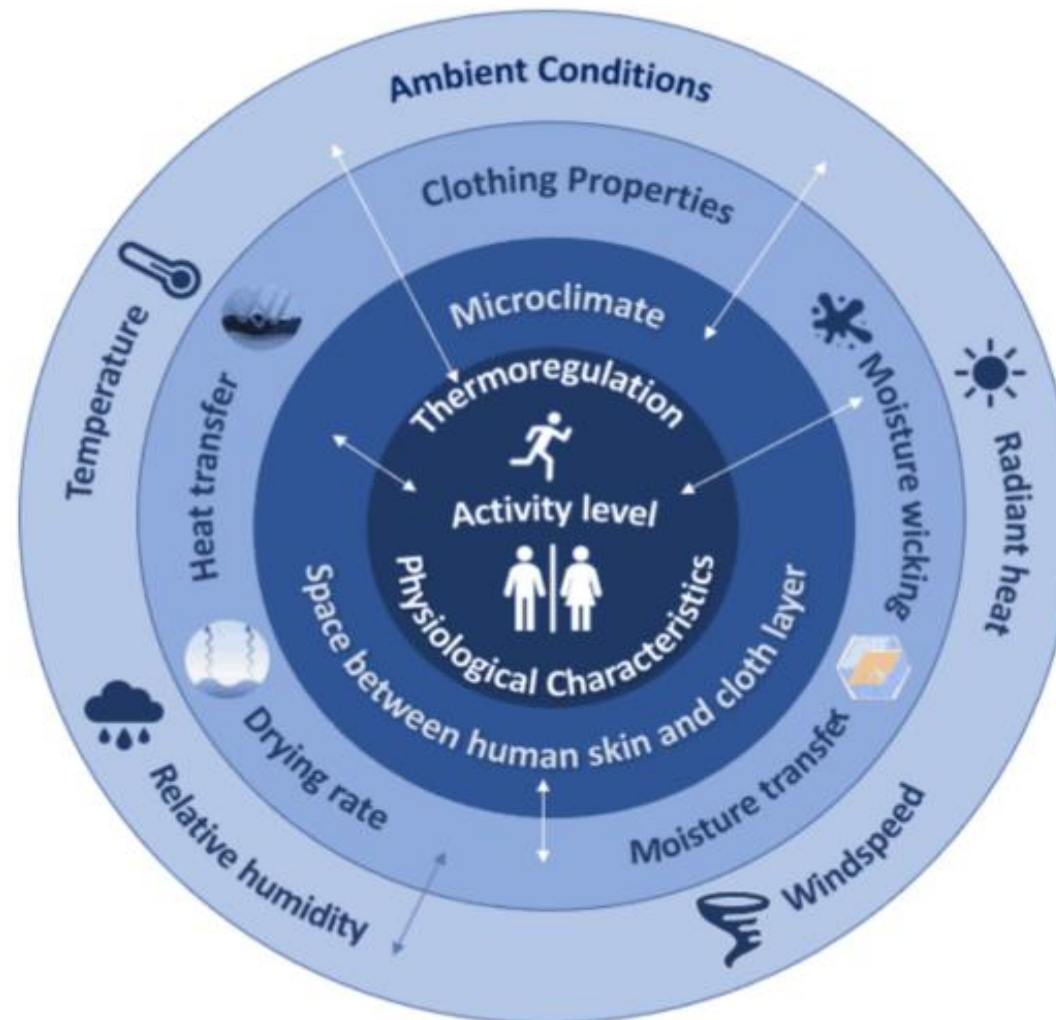 Ambient Conditions
Clothing Properties
Microclimate
Thermoregulation
Activity level
Physiological Characteristics
Space between human skin and cloth layer
Temperature
Heat transfer
Moisture wicking
Radiant heat
Drying rate
Moisture transfer
Relative humidity
Windspeed